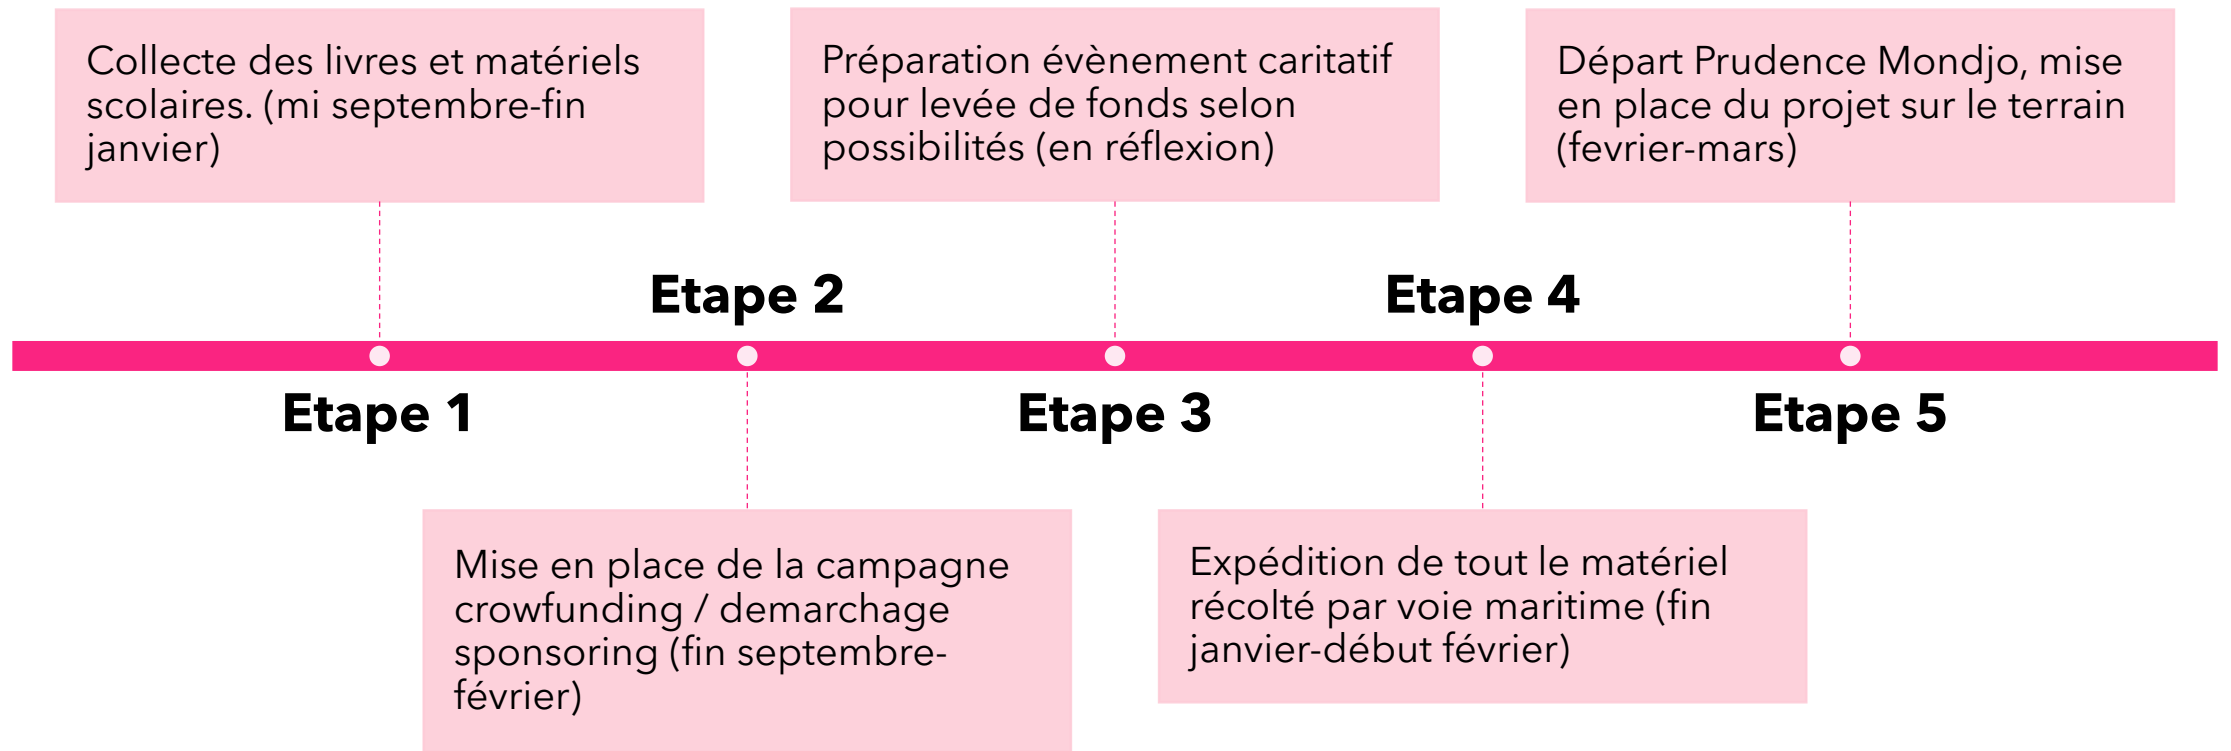 Collecte des livres et matériels
scolaires. (mi septembre-fin
janvier)
Préparation évènement caritatif
pour levée de fonds selon
possibilités (en réflexion)
Départ Prudence Mondjo, mise
en place du projet sur le terrain
(fevrier-mars)
Etape 2
Etape 4
Etape 1
Etape 3
Etape 5
Mise en place de la campagne
crowfunding / demarchage
sponsoring (fin septembre-
février)
Expédition de tout le matériel
récolté par voie maritime (fin
janvier-début février)